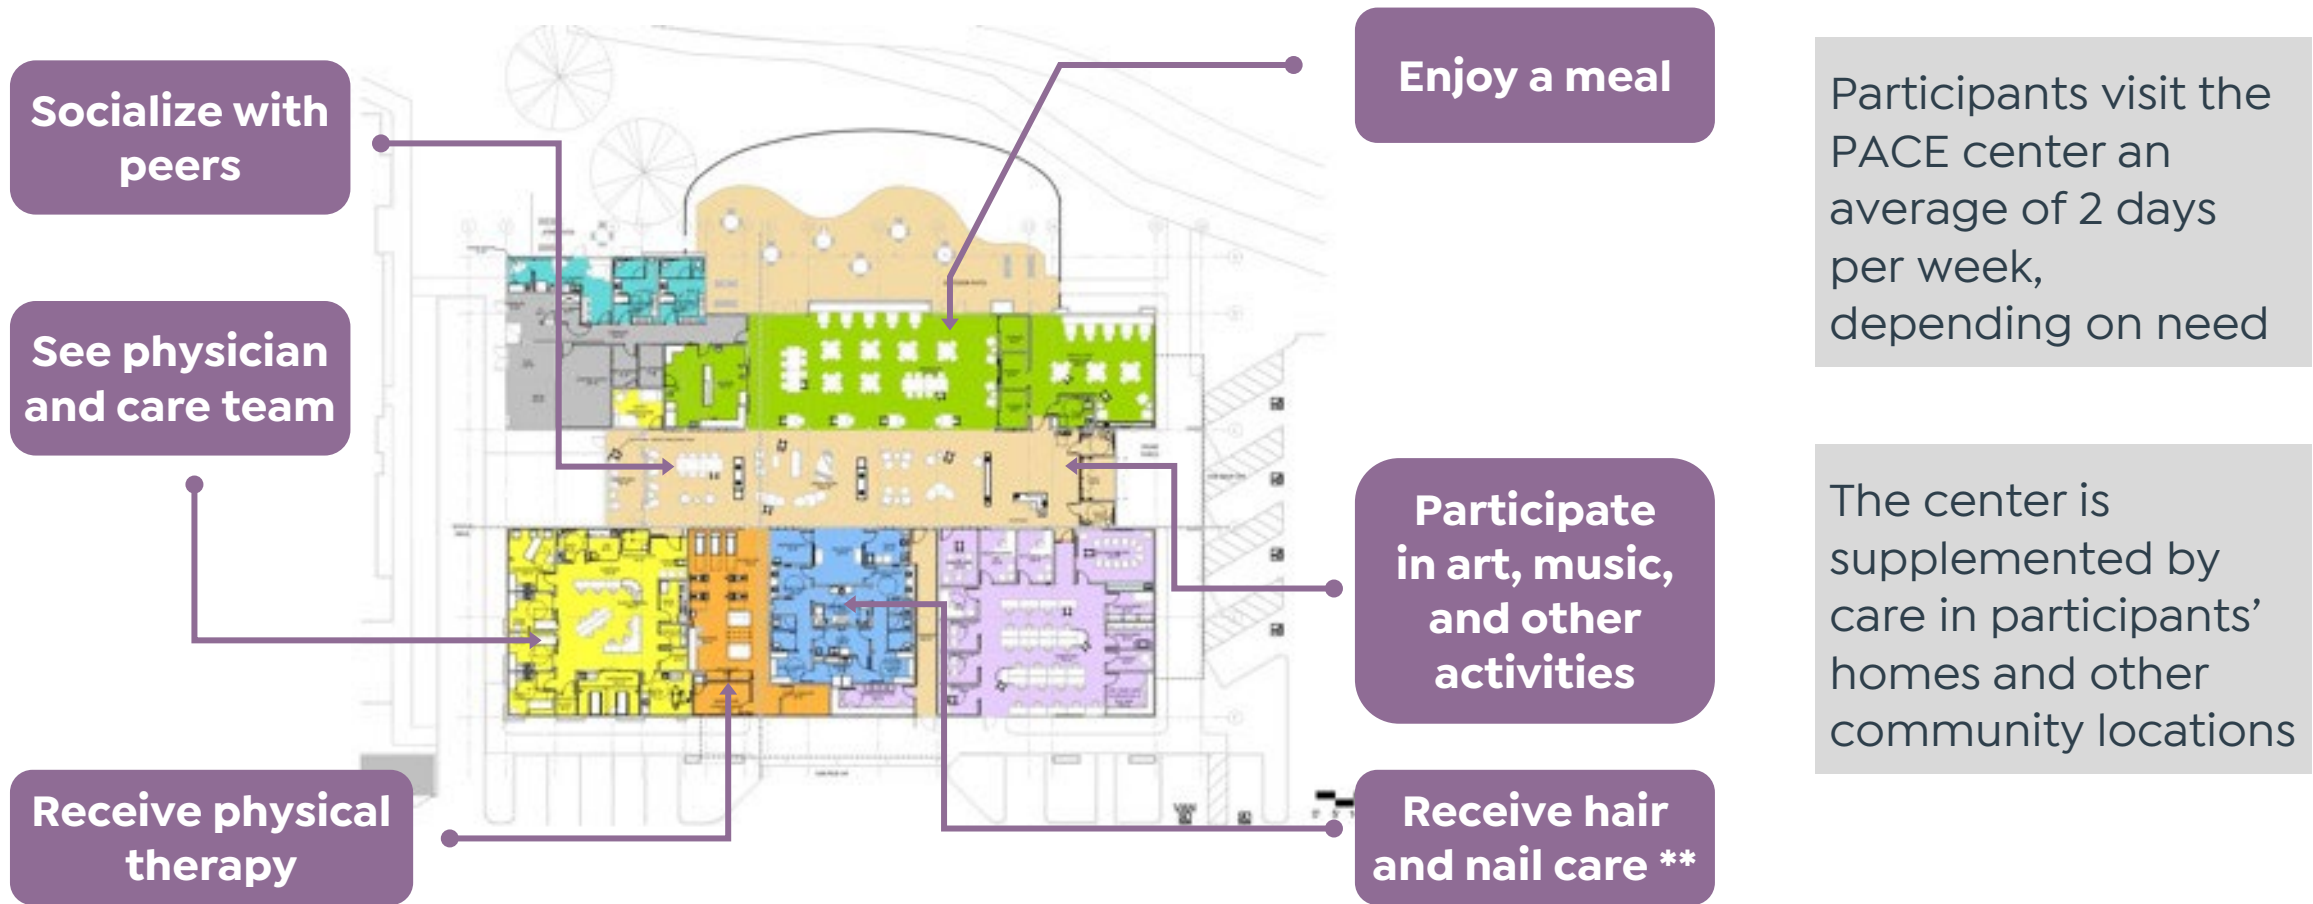 Socialize with
peers
See physician
and care team
Receive physical
therapy
Enjoy a meal
Participate
in art, music,
and other
activities
Receive hair
and nail care **
VAN
Participants visit the
PACE center an
average of 2 days
per week,
depending on need
The center is
supplemented by
care in participants’
homes and other
community locations